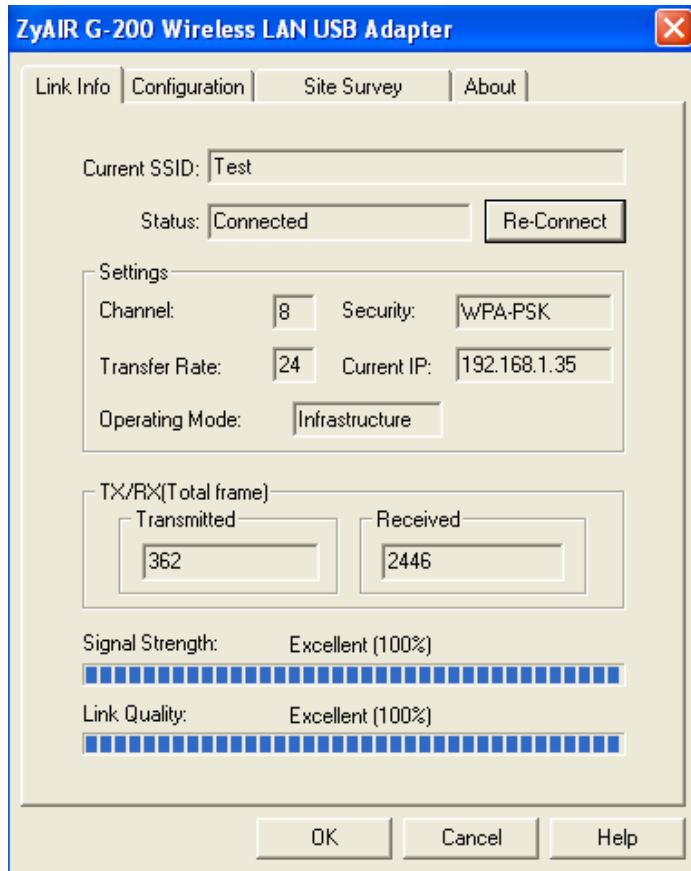 ZyAIR G-200 Wireless LAN USB Adapter
Link Info Configuration Site Survey About
Current SSID: Test
Status: Connected Re-Connect
Settings
Channel: 8 Security: WPA-PSK
Transfer Rate: 24 Current IP: 192.168.1.35
Operating Mode: Infrastructure
TX/RX(Total frame)
Transmitted Received
362 2446
Signal Strength: Excellent (100%)
Link Quality: Excellent (100%)
OK Cancel Help